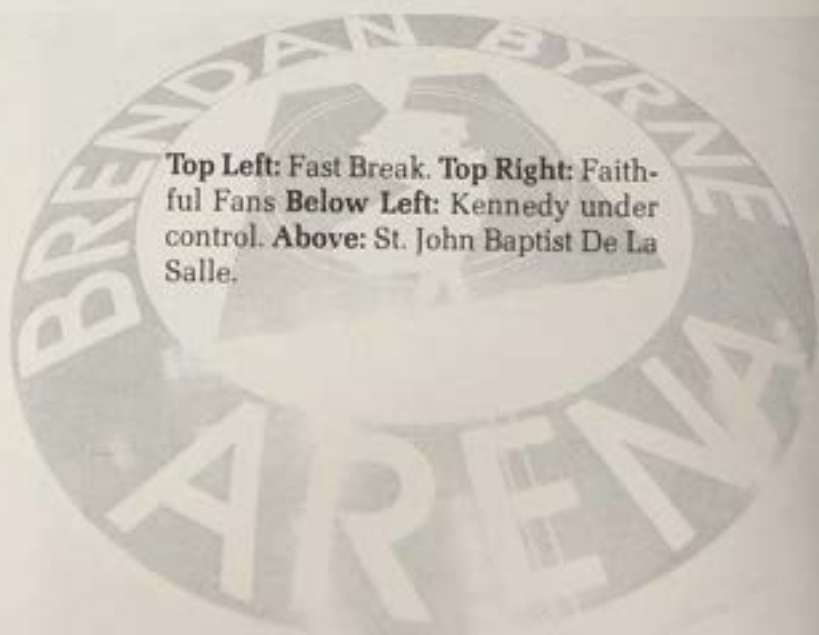 BRENDAN BYRNE
Top Left: Fast Break. Top Right: Faith-
ful Fans Below Left: Kennedy under
control. Above: St. John Baptist De La
Salle.
ARENA